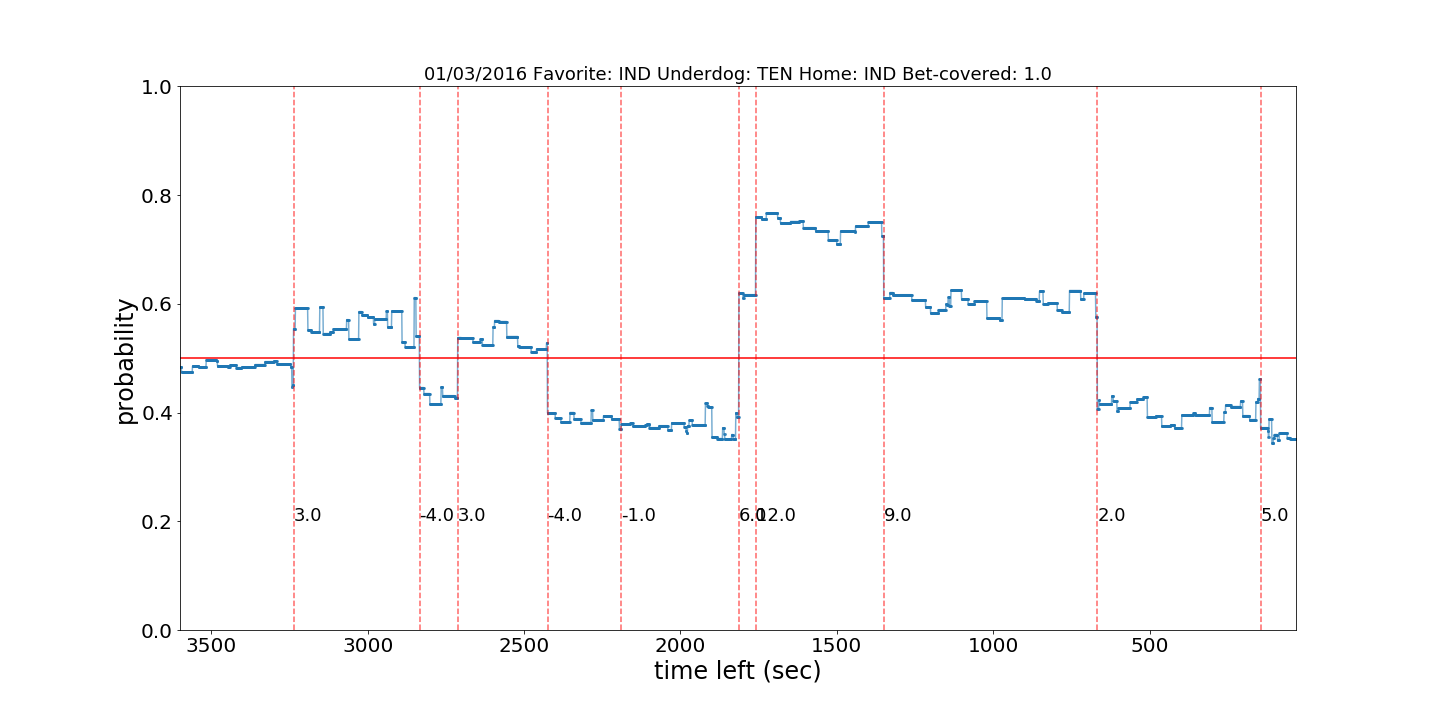 01/03/2016 Favorite: IND Underdog: TEN Home: IND Bet-covered: 1.0
1.0
0.8
0.6
0.4
0.2
0.0
probability
3.0 -4.0 3.0 -4.0 -1.0 6.0 12.0 9.0 2.0 5.0
3500 3000 2500 2000 1500 1000 500
time left (sec)